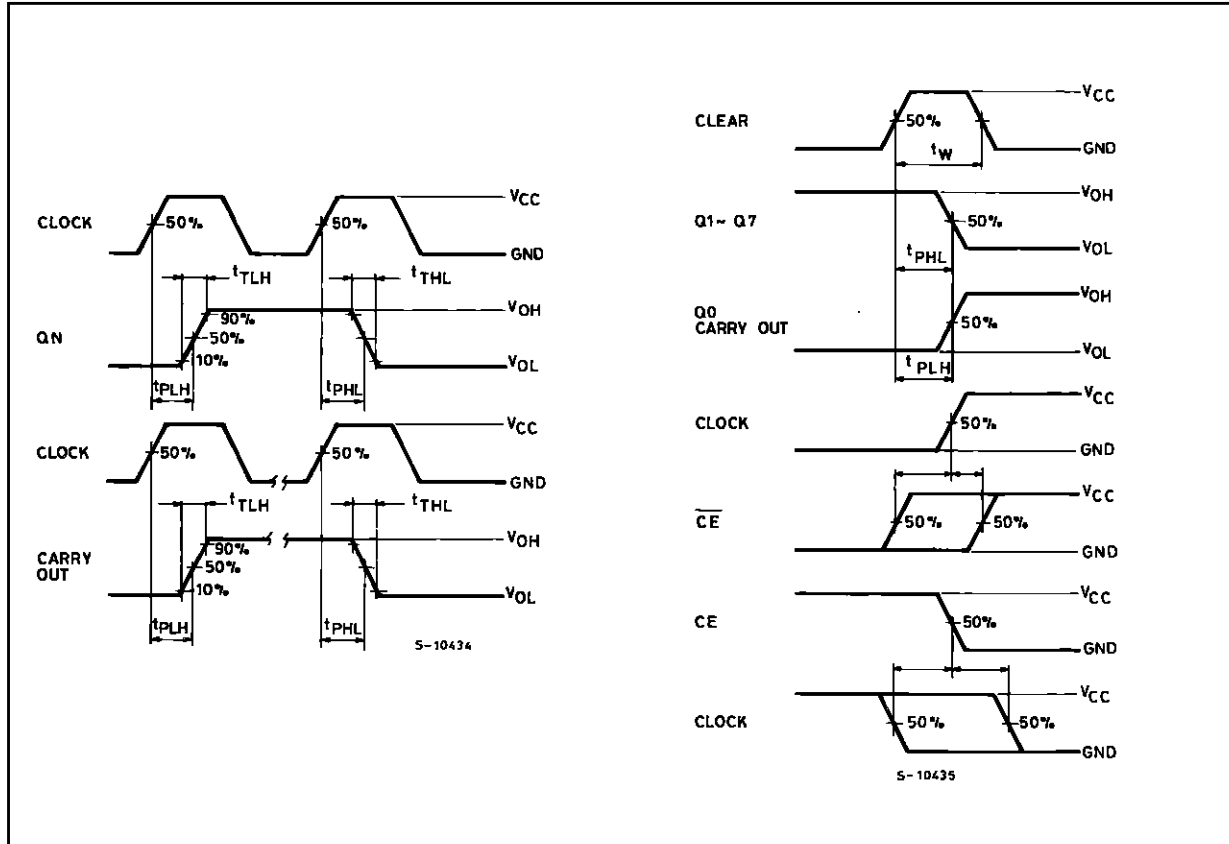 CLOCK
50%
50%
VCC
GND
tTLH
tTHL
QN
90%
50%
10%
VOH
VOL
tPLH
tPHL
CLOCK
50%
50%
VCC
GND
tTLH
tTHL
CARRY
OUT
90%
50%
10%
VOH
VOL
tPLH
tPHL
S-10434
CLEAR
50%
VCC
tW
GND
Q1~ Q7
VOH
50%
VOL
tPHL
Q0
CARRY OUT
VOH
50%
VOL
tPLH
CLOCK
VCC
50%
GND
CE
VCC
50%
50%
GND
CE
VCC
50%
GND
CLOCK
VCC
50%
50%
GND
S-10435